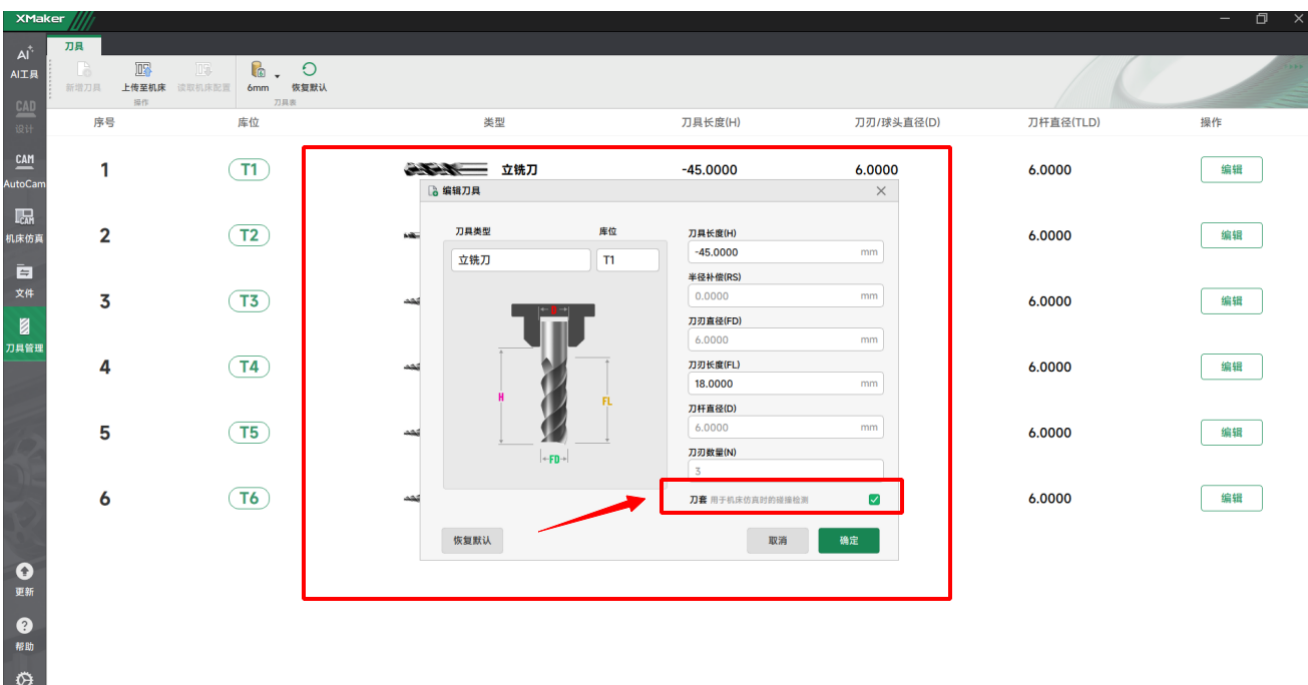 XMaker
AI
AI工具
CAD
设计
CAM
AutoCam
CAM
机床仿真
文件
刀具管理
更新
帮助
刀具
新增刀具 上传至机床 读取机床配置 6mm 恢复默认
操作 刀具库
序号 库位 类型 刀具长度(H) 刀刃/球头直径(D) 刀杆直径(TLD) 操作
1 T1 立铣刀 -45.0000 6.0000 6.0000 编辑
2 T2 6.0000 编辑
3 T3 6.0000 编辑
4 T4 6.0000 编辑
5 T5 6.0000 编辑
6 T6 6.0000 编辑
编辑刀具
刀具类型 库位
立铣刀 T1
D
H
FL
FD
刀具长度(H)
-45.0000 mm
半径补偿(RS)
0.0000 mm
刀刃直径(FD)
6.0000 mm
刀刃长度(FL)
18.0000 mm
刀杆直径(D)
6.0000 mm
刀刃数量(N)
3
刀套 用于机床仿真时的碰撞检测
恢复默认 取消 确定